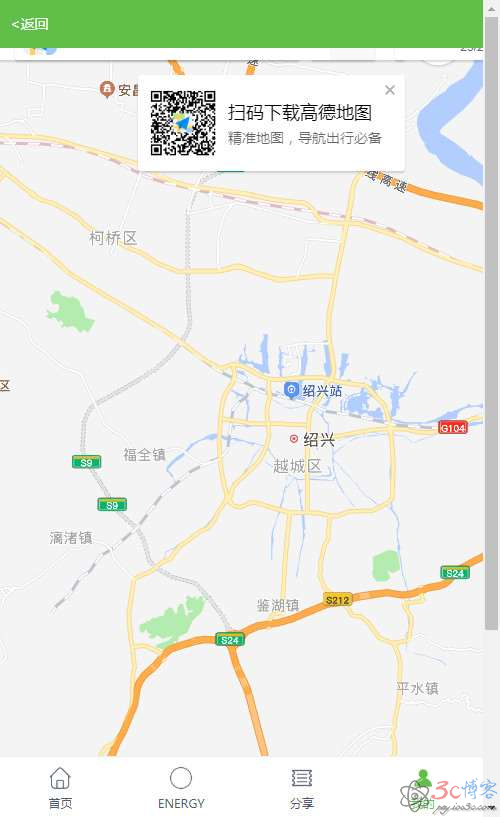 <返回
安昌
扫码下载高德地图
精准地图，导航出行必备
线高速
柯桥区
区
绍兴站
G104
绍兴
越城区
福全镇
S9
S9
漓渚镇
S24
鉴湖镇
S212
S24
平水镇
首页
ENERGY
分享
我的
3c博客